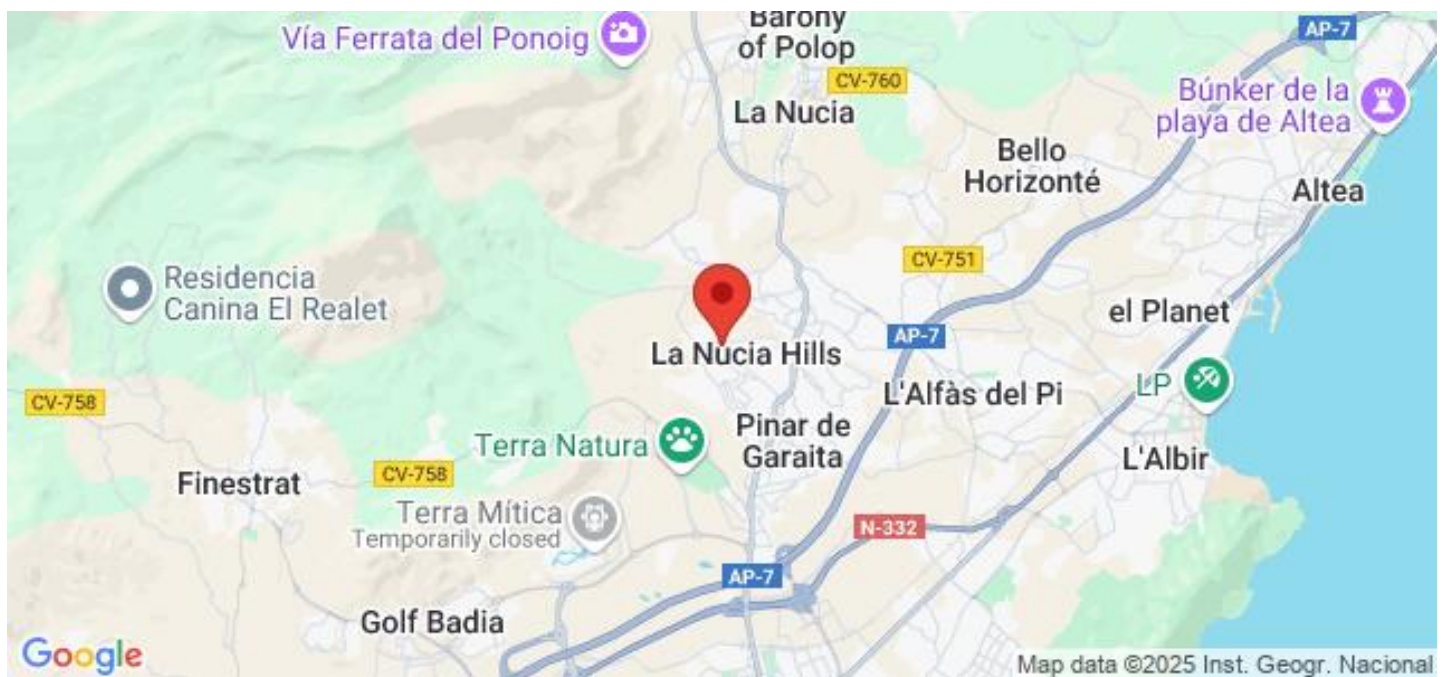 Barony
of Polop
AP-7
Vía Ferrata del Ponoig
CV-760
La Nucia
Búnker de la
playa de Altea
Bello
Horizonté
Altea
CV-751
Residencia
Canina El Realet
el Planet
AP-7
La Nucia Hills
LP
L'Alfàs del Pi
CV-758
Pinar de
Garaita
Terra Natura
L'Albir
CV-758
Finestrat
Terra Mítica
Temporarily closed
N-332
AP-7
Golf Badia
Google
Map data ©2025 Inst. Geogr. Nacional